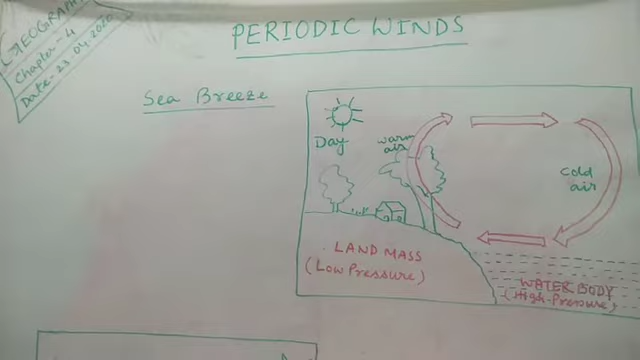 GEOGRAPHY
Chapter-4
Date-23-04-2020
PERIODIC WINDS
Sea Breeze
Day
warm
air
cold
air
LAND MASS
(Low Pressure)
WATER BODY
(High-Pressure)